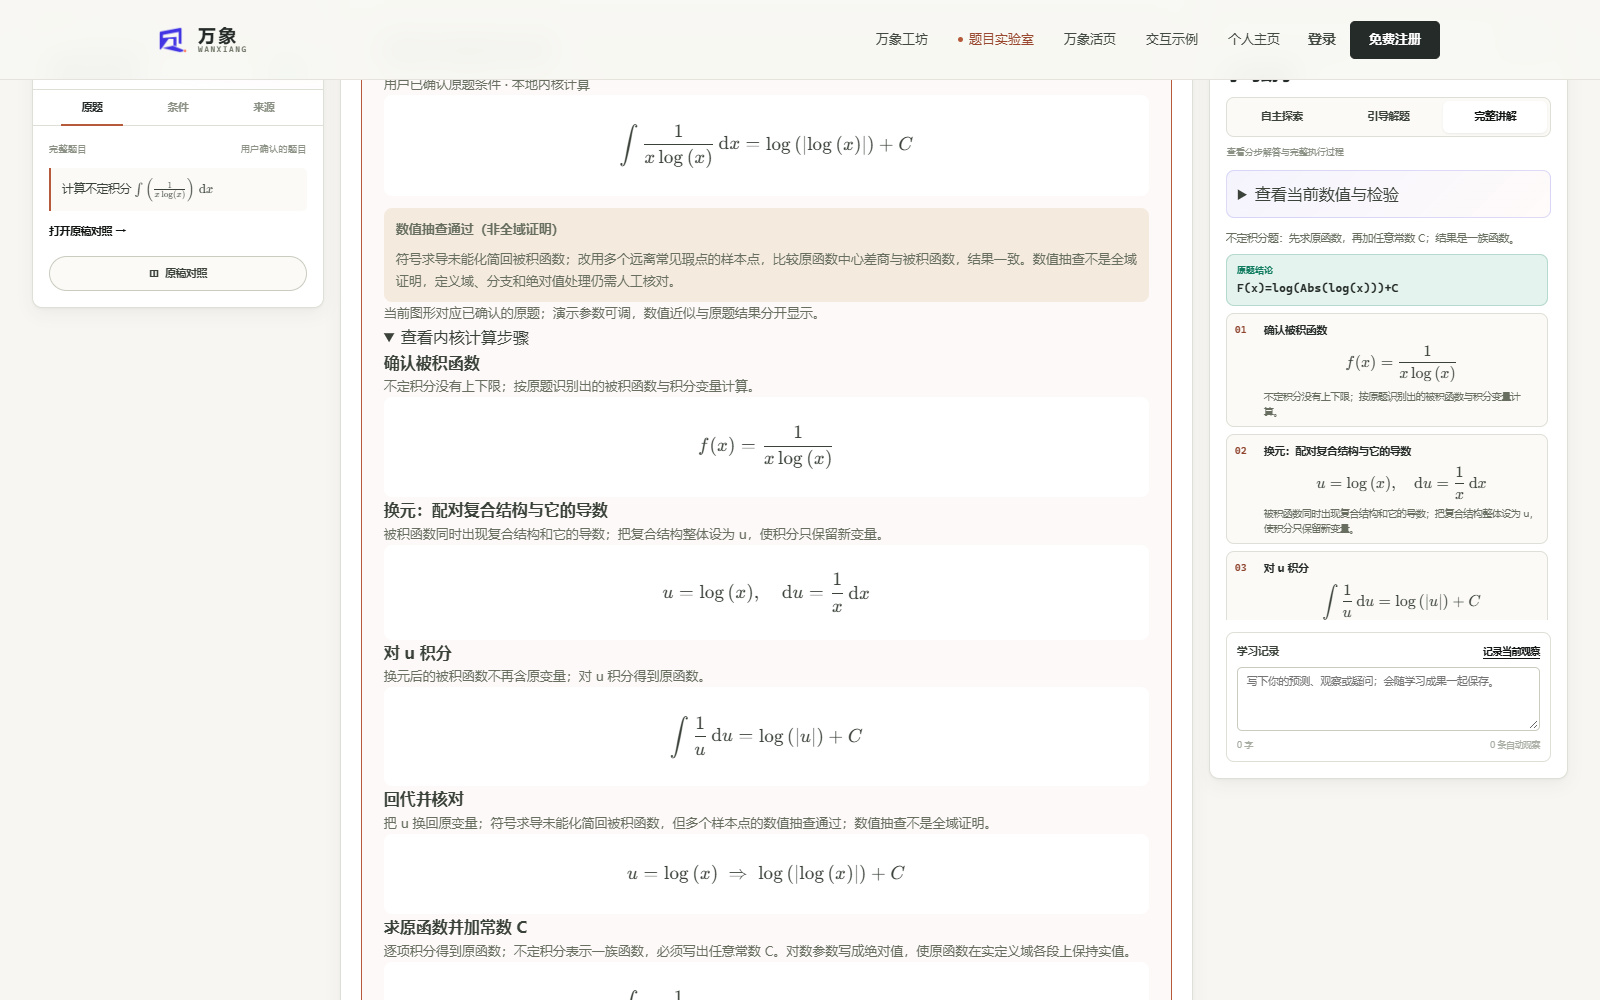 万象
WANXIANG
万象工坊
• 题目实验室
万象活页
交互示例
个人主页
登录
免费注册
原题
条件
来源
完整题目
用户确认的题目
计算不定积分 ∫ (1/(x log(x))) dx
打开原稿对照 →
原稿对照
用户已确认原题条件 · 本地内核计算
∫ 1/(x log (x)) dx = log (|log (x)|) + C
数值抽查通过（非全域证明）
符号求导未能化简回被积函数；改用多个远离常见瑕点的样本点，比较原函数中心差商与被积函数，结果一致。数值抽查不是全域
证明，定义域、分支和绝对值处理仍需人工核对。
当前图形对应已确认的原题；演示参数可调，数值近似与原题结果分开显示。
▼ 查看内核计算步骤
确认被积函数
不定积分没有上下限；按原题识别出的被积函数与积分变量计算。
f(x) = 1/(x log (x))
换元：配对复合结构与它的导数
被积函数同时出现复合结构和它的导数；把复合结构整体设为 u，使积分只保留新变量。
u = log (x), du = 1/x dx
对 u 积分
换元后的被积函数不再含原变量；对 u 积分得到原函数。
∫ 1/u du = log (|u|) + C
回代并核对
把 u 换回原变量；符号求导未能化简回被积函数，但多个样本点的数值抽查通过；数值抽查不是全域证明。
u = log (x) ⇒ log (|log (x)|) + C
求原函数并加常数 C
逐项积分得到原函数；不定积分表示一族函数，必须写出任意常数 C。对数参数写成绝对值，使原函数在实定义域各段上保持实值。
自主探索
引导解题
完整讲解
查看分步解答与完整执行过程
▶ 查看当前数值与检验
不定积分题：先求原函数，再加任意常数 C；结果是一族函数。
原题结论
F(x)=log(Abs(log(x)))+C
01 确认被积函数
f(x) = 1/(x log (x))
不定积分没有上下限；按原题识别出的被积函数与积分变量计
算。
02 换元：配对复合结构与它的导数
u = log (x), du = 1/x dx
被积函数同时出现复合结构和它的导数；把复合结构整体设为 u，
使积分只保留新变量。
03 对 u 积分
∫ 1/u du = log (|u|) + C
学习记录
记录当前观察
写下你的预测、观察或疑问；会随学习成果一起保存。
0 字
0 条自动观察